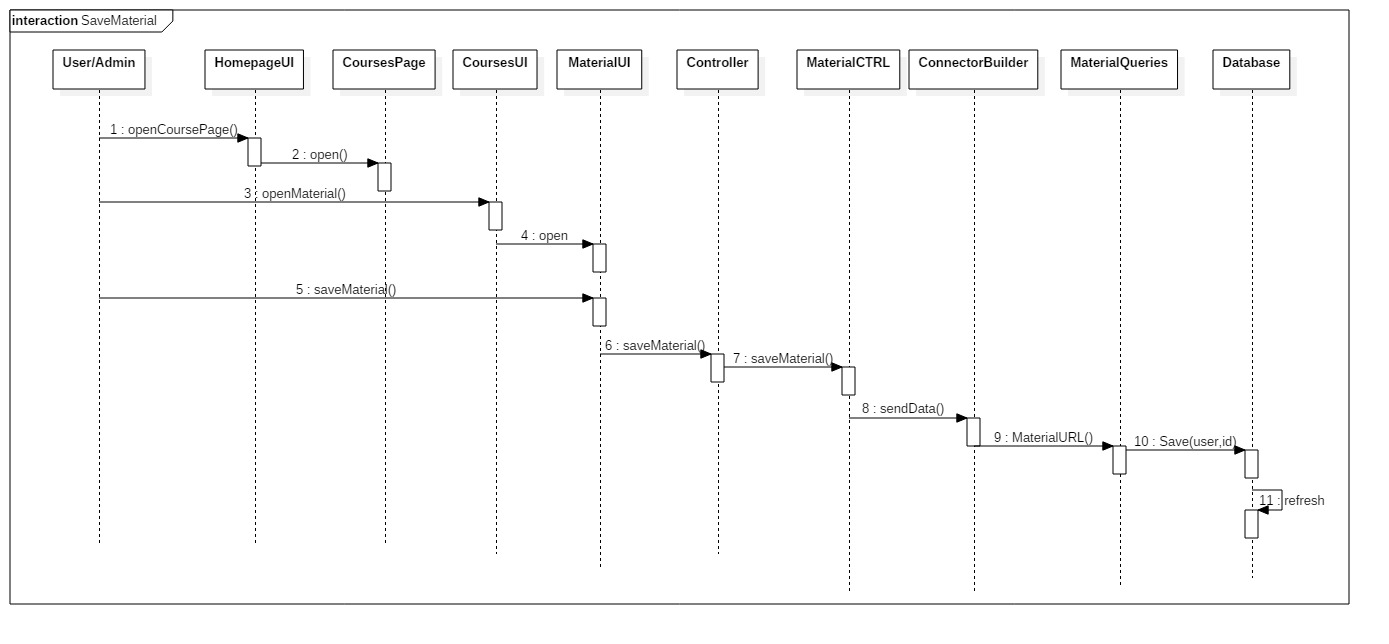 interaction SaveMaterial
User/Admin
HomepageUI
CoursesPage
CoursesUI
MaterialUI
Controller
MaterialCTRL
ConnectorBuilder
MaterialQueries
Database
1 : openCoursePage()
2 : open()
3 : openMaterial()
4 : open
5 : saveMaterial()
6 : saveMaterial()
7 : saveMaterial()
8 : sendData()
9 : MaterialURL()
10 : Save(user,id)
11 : refresh